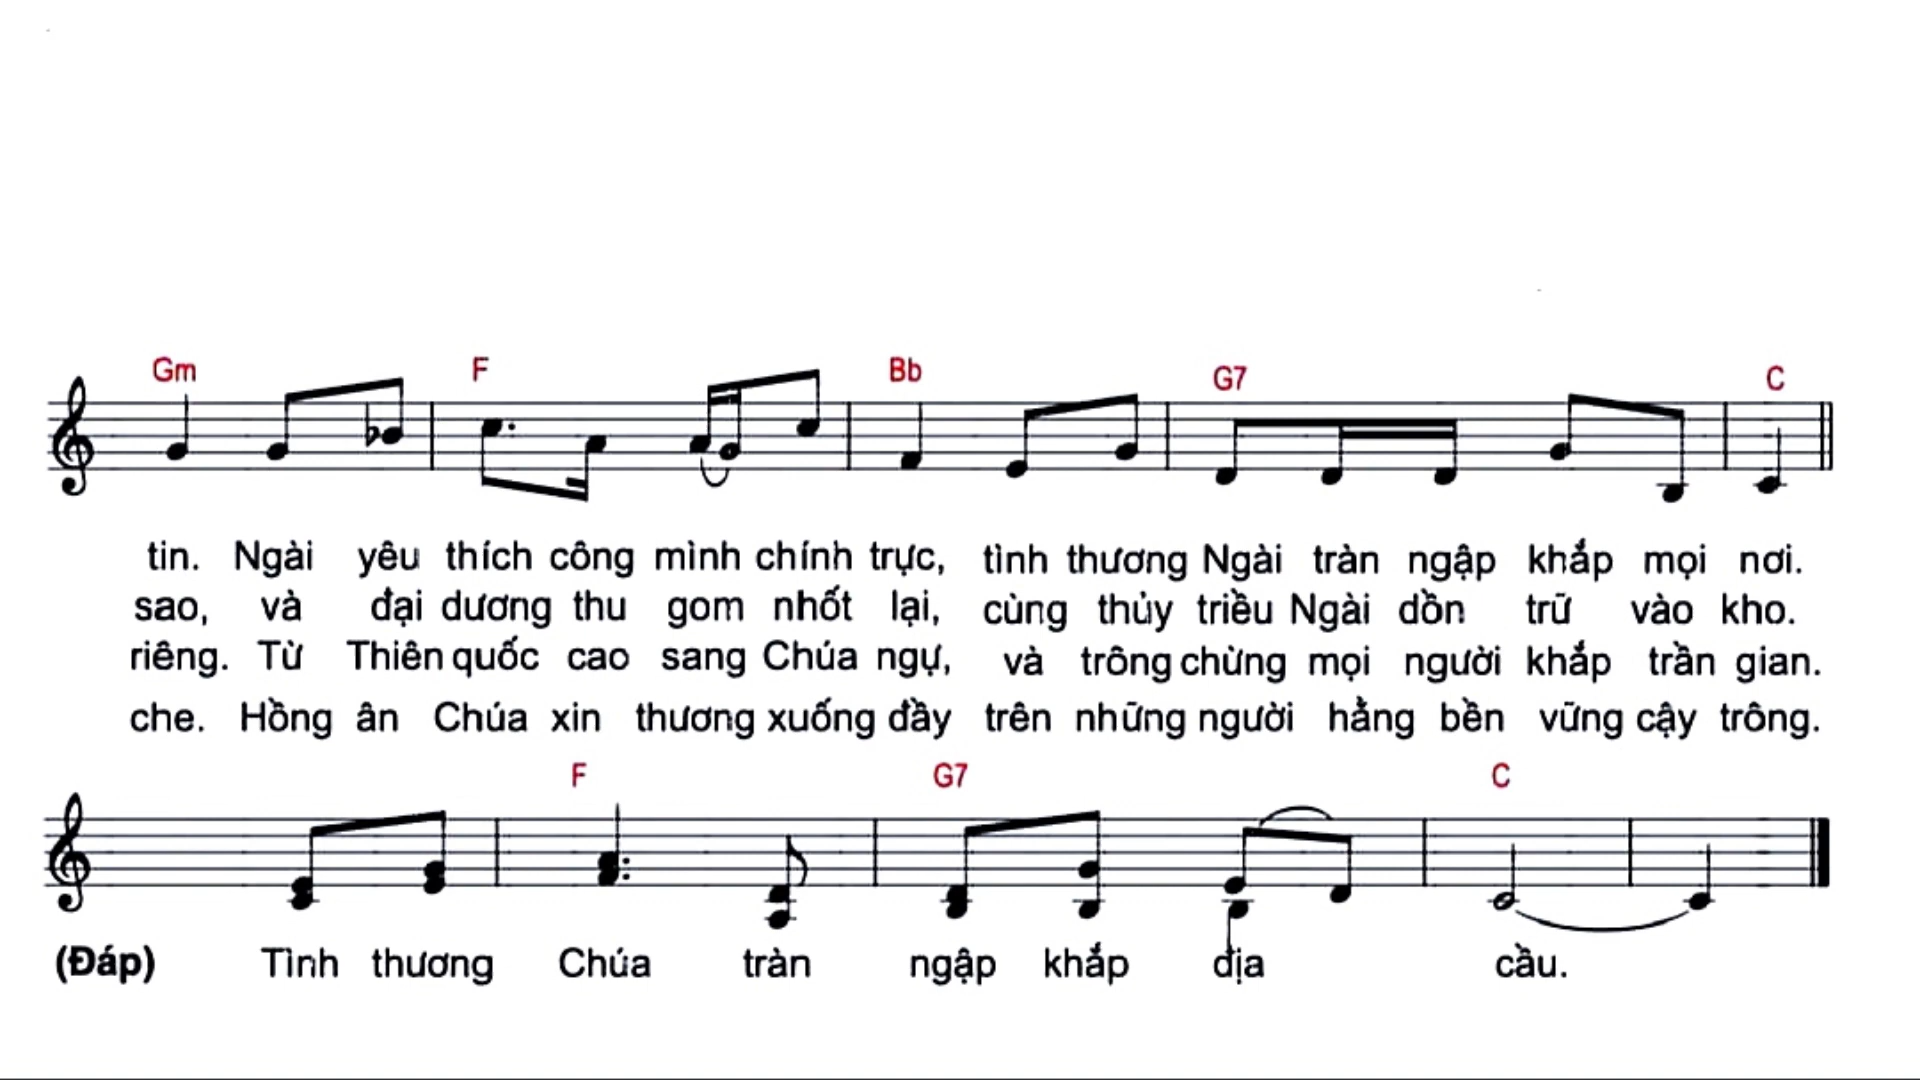 Gm F Bb G7 C
tin. Ngài yêu thích công mình chính trực, tình thương Ngài tràn ngập khắp mọi nơi.
sao, và đại dương thu gom nhốt lại, cùng thủy triều Ngài dồn trữ vào kho.
riêng. Từ Thiên quốc cao sang Chúa ngự, và trông chừng mọi người khắp trần gian.
che. Hồng ân Chúa xin thương xuống đầy trên những người hằng bền vững cậy trông.
F G7 C
(Đáp) Tình thương Chúa tràn ngập khắp địa cầu.